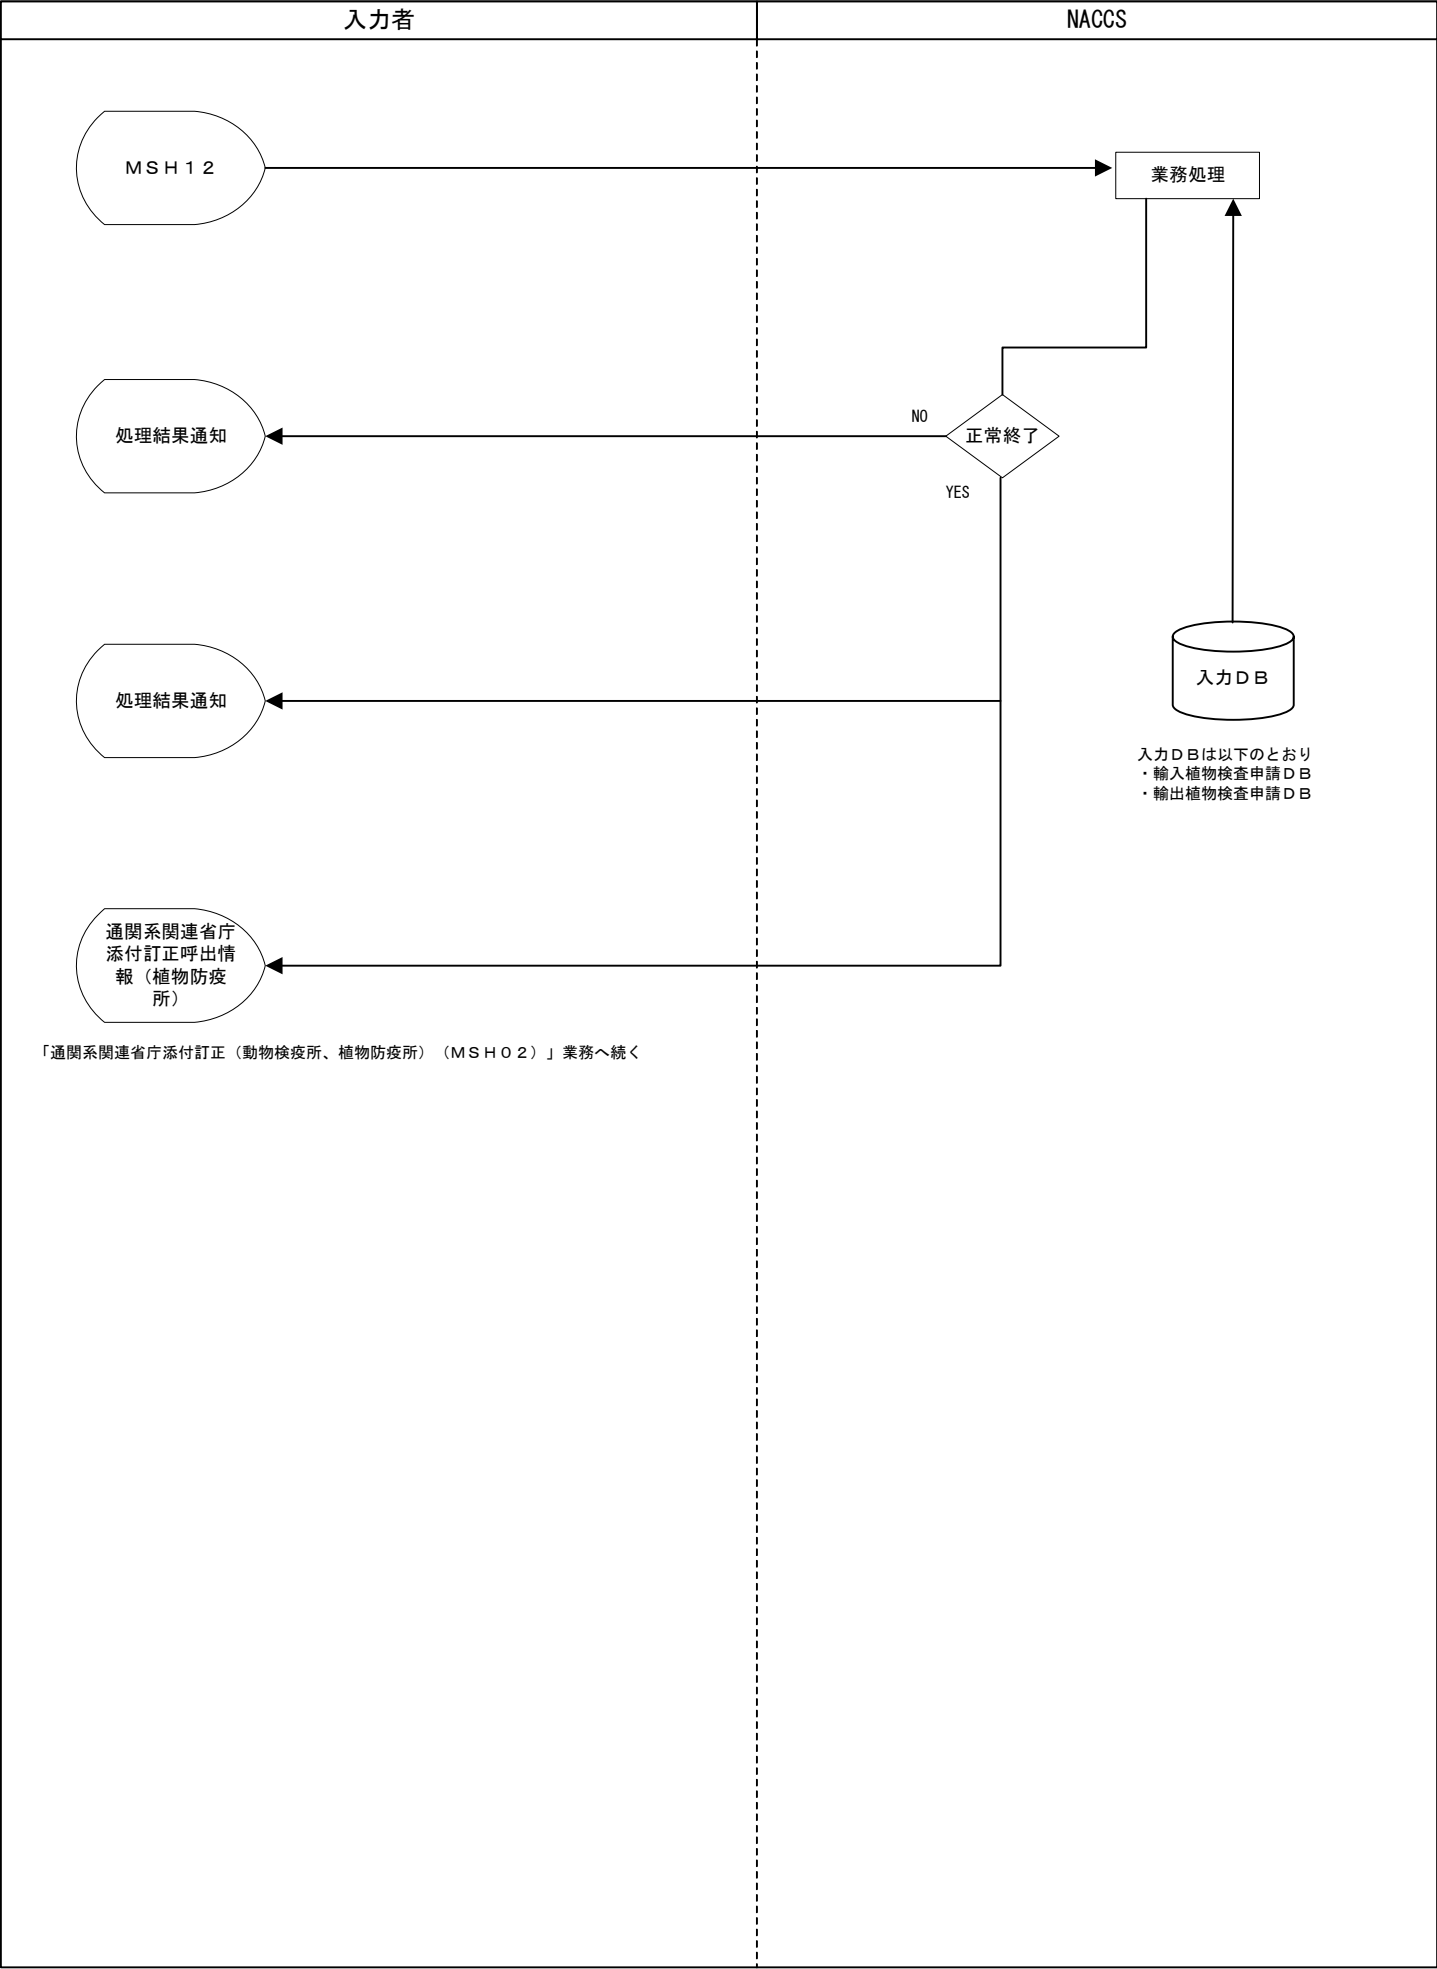 入力者
NACCS
ＭＳＨ１２
業務処理
処理結果通知
NO
正常終了
YES
処理結果通知
入力ＤＢ
入力ＤＢは以下のとおり
・輸入植物検査申請ＤＢ
・輸出植物検査申請ＤＢ
通関系関連省庁
添付訂正呼出情
報（植物防疫
所）
「通関系関連省庁添付訂正（動物検疫所、植物防疫所）（ＭＳＨ０２）」業務へ続く